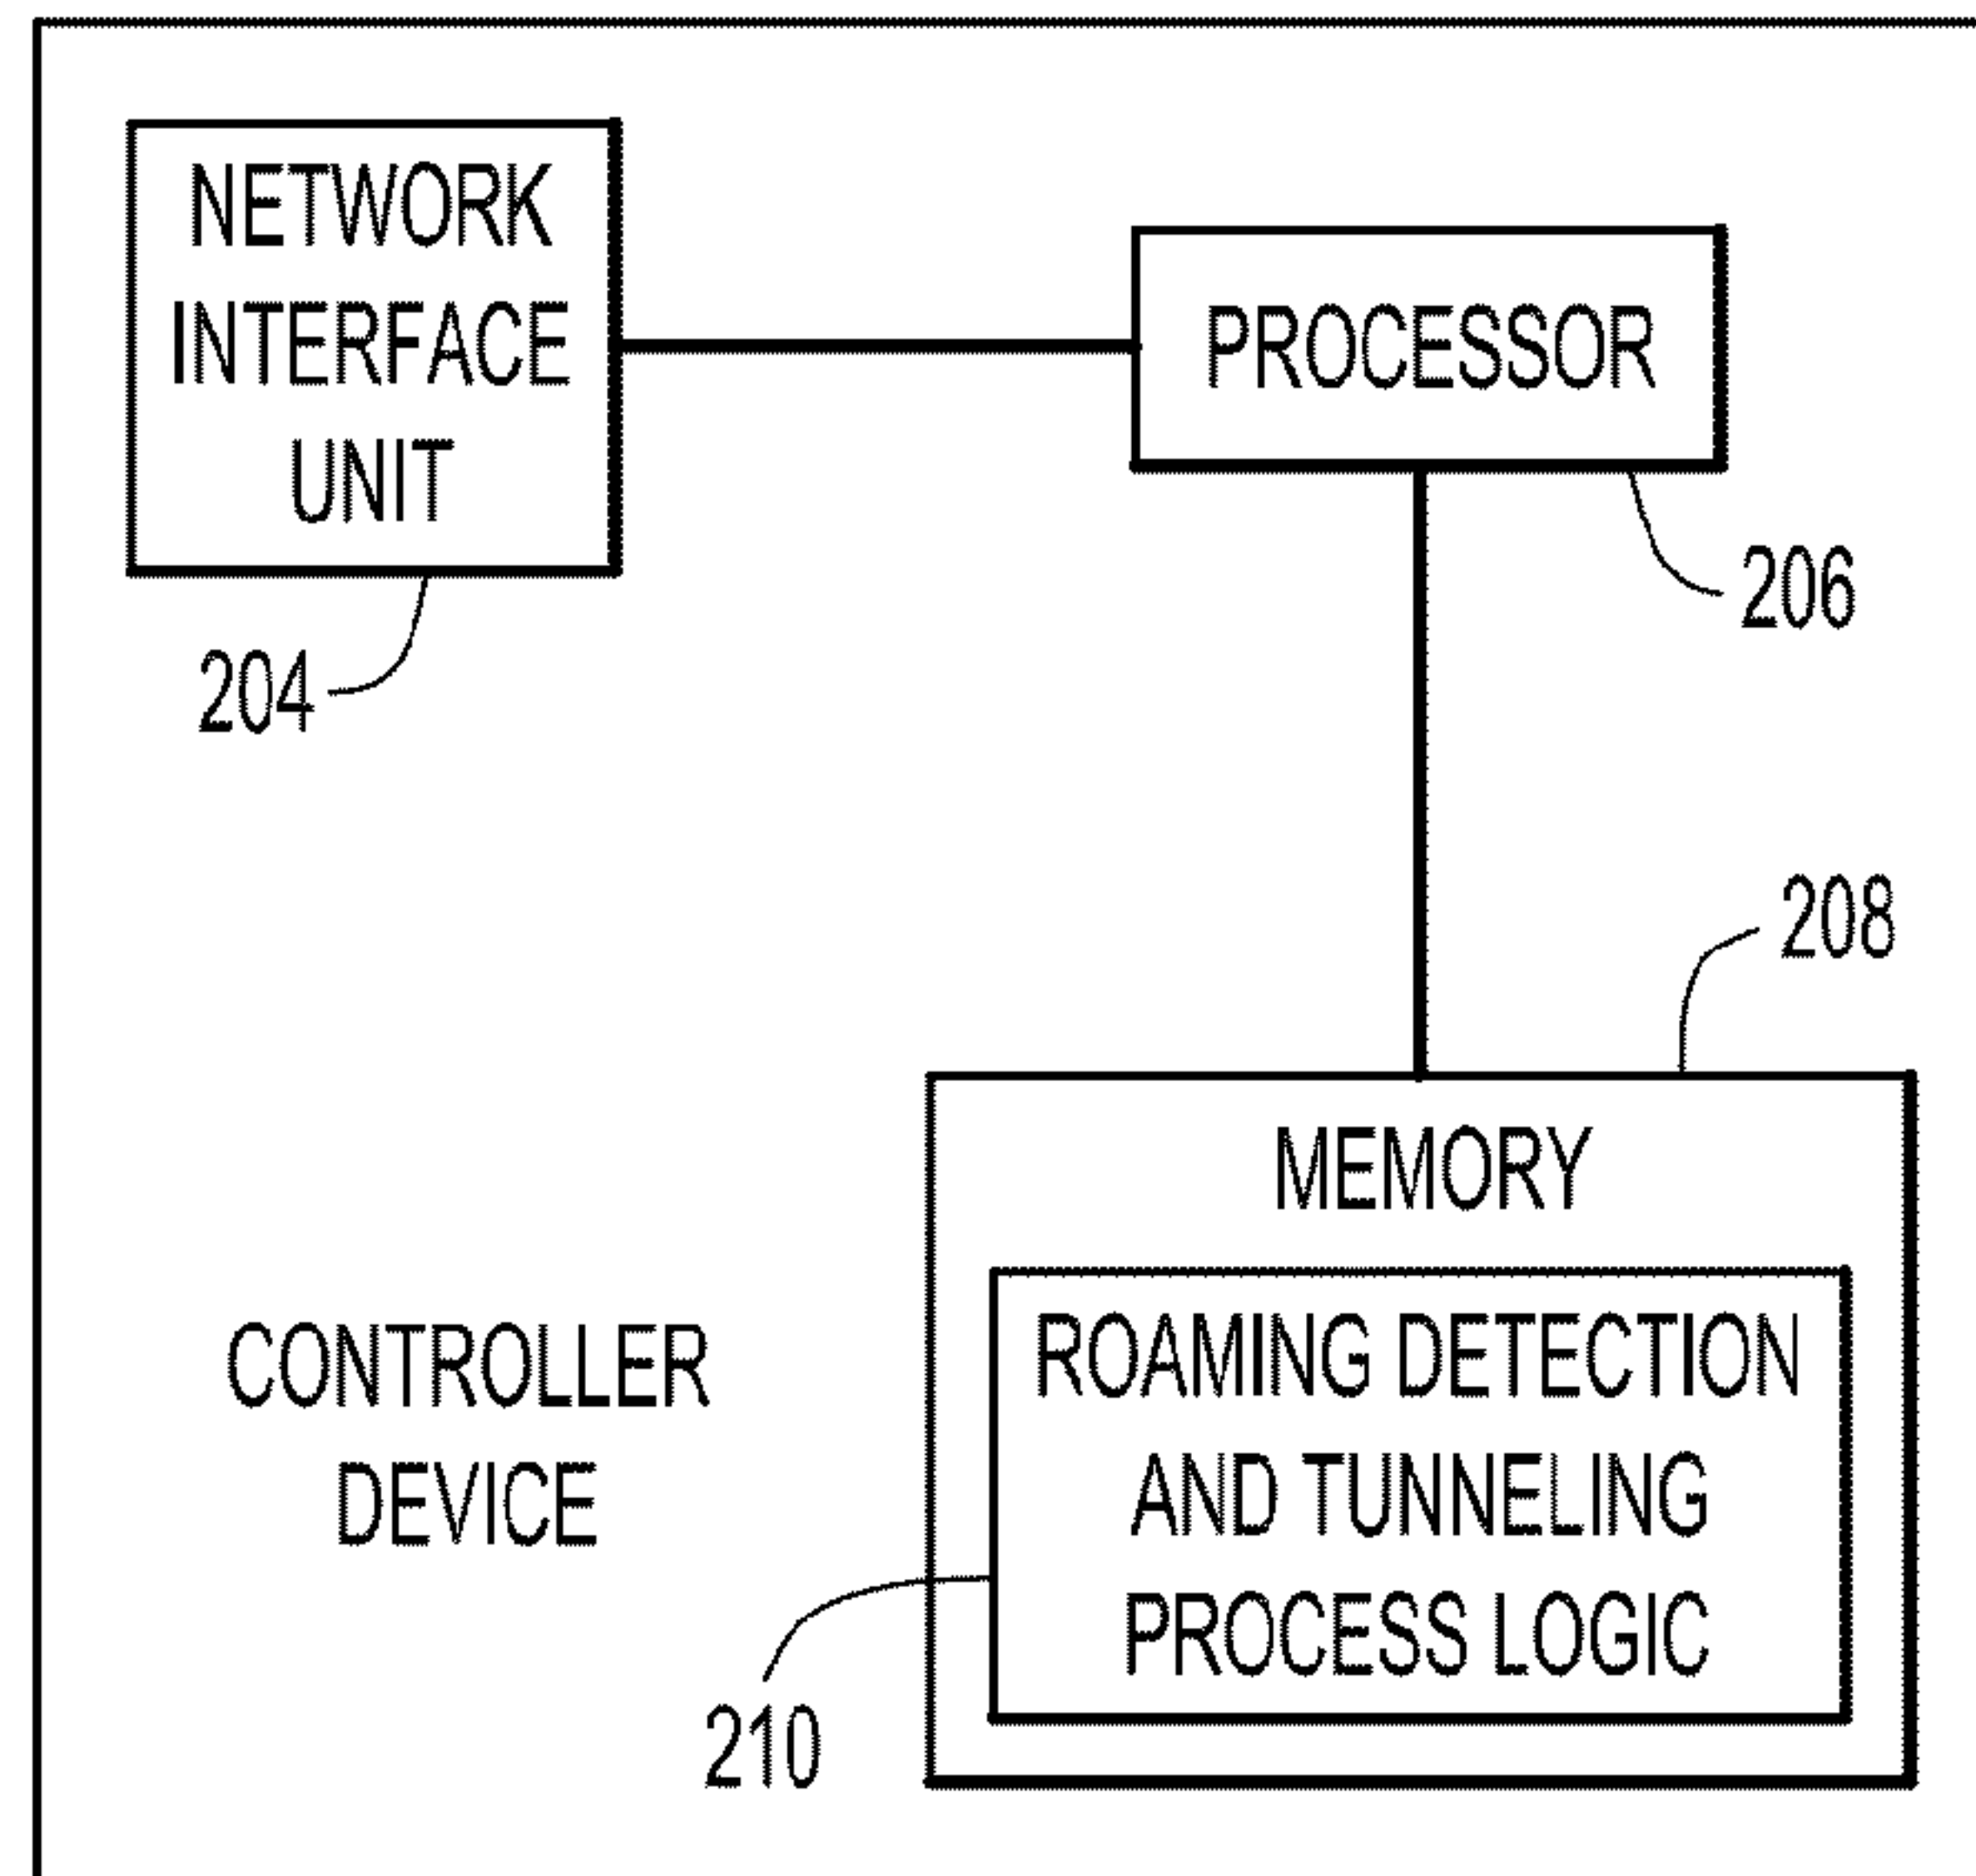 NETWORK
INTERFACE
UNIT
204
PROCESSOR
206
208
MEMORY
ROAMING DETECTION
AND TUNNELING
PROCESS LOGIC
210
CONTROLLER
DEVICE